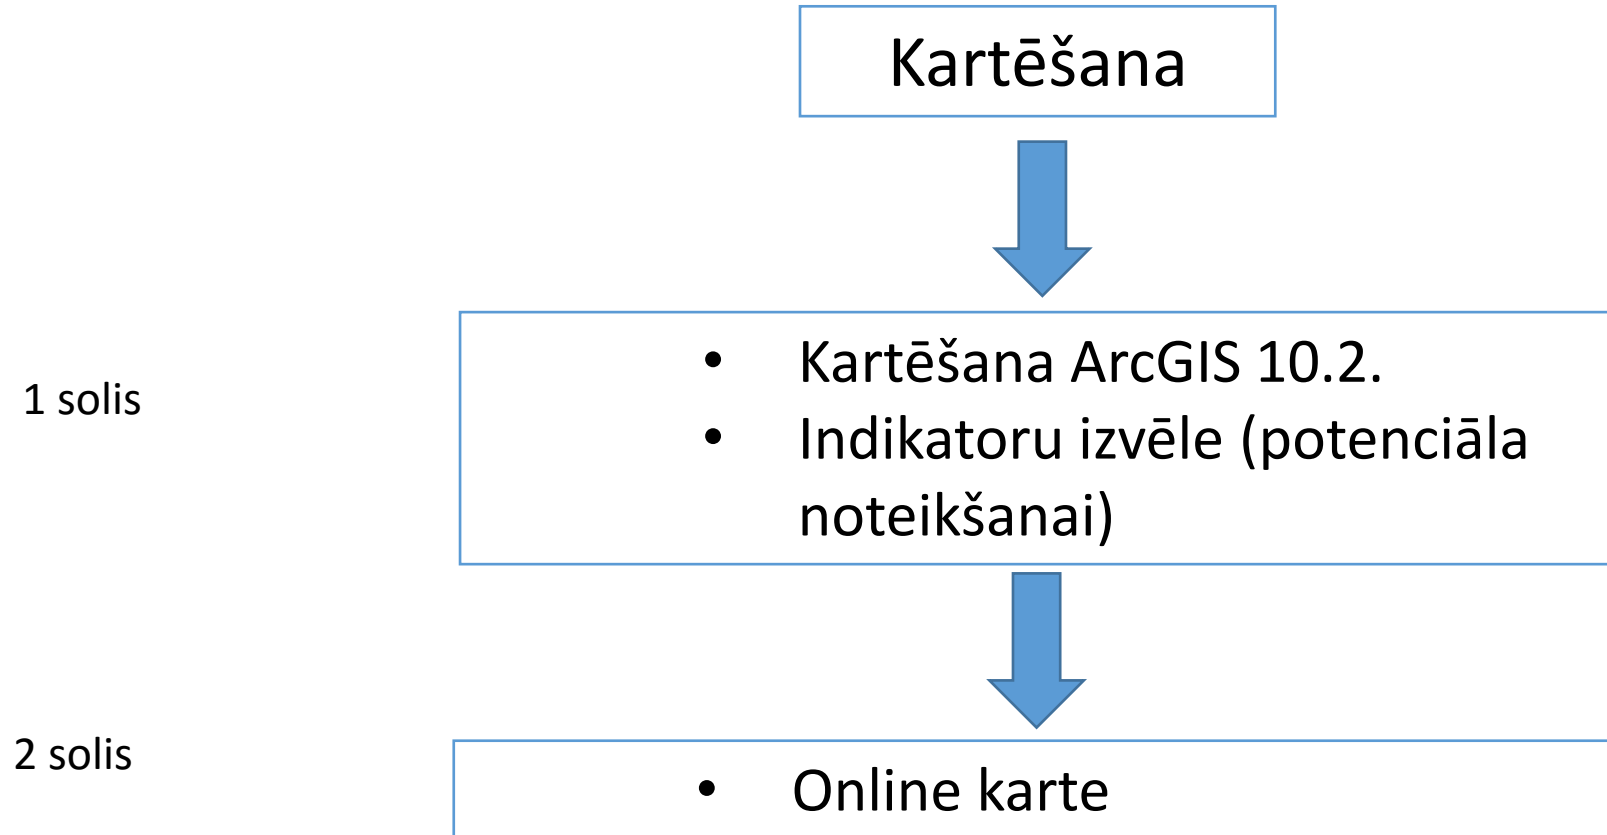 Kartēšana
1 solis
• Kartēšana ArcGIS 10.2.
• Indikatoru izvēle (potenciāla
noteikšanai)
2 solis
• Online karte